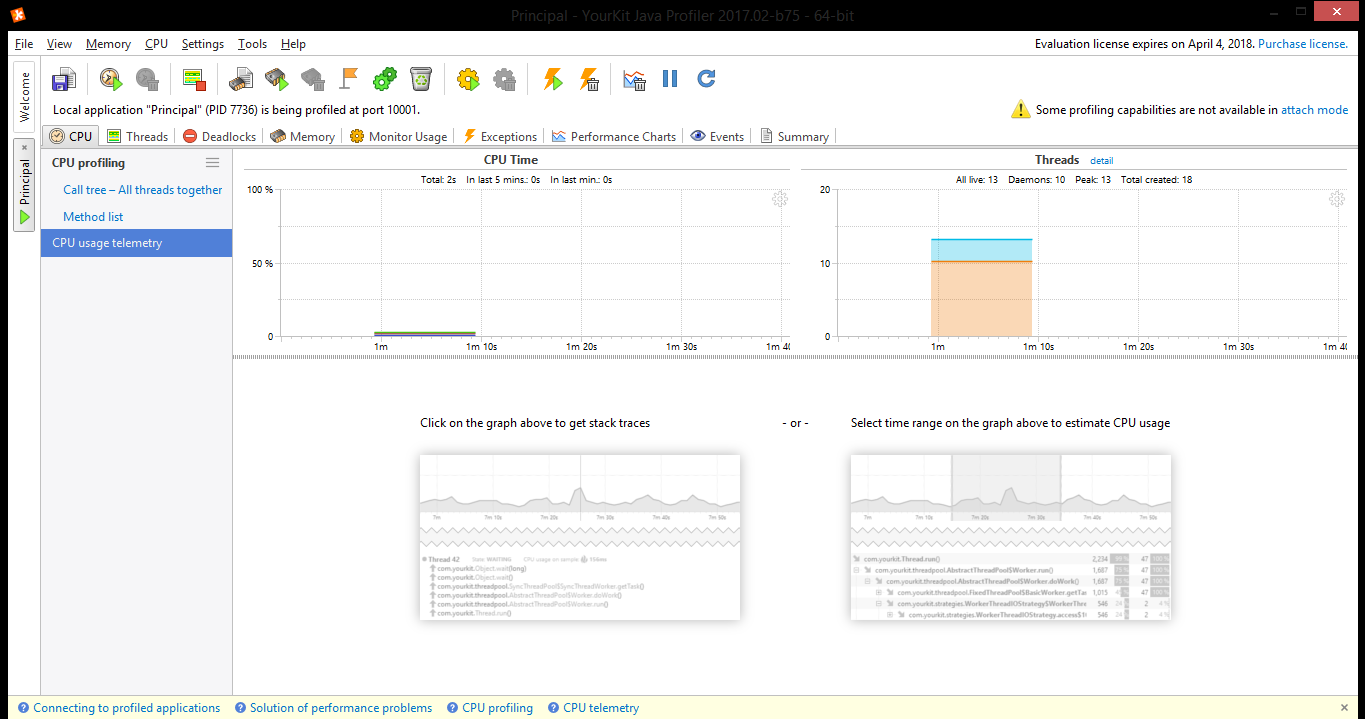 Principal - YourKit Java Profiler 2017.02-b75 - 64-bit
File View Memory CPU Settings Tools Help
Evaluation license expires on April 4, 2018. Purchase license.
Welcome
Principal
Local application "Principal" (PID 7736) is being profiled at port 10001.
Some profiling capabilities are not available in attach mode
CPU Threads Deadlocks Memory Monitor Usage Exceptions Performance Charts Events Summary
CPU profiling
Call tree – All threads together
Method list
CPU usage telemetry
CPU Time
Total: 2s In last 5 mins.: 0s In last min.: 0s
100 %
50 %
0
1m 1m 10s 1m 20s 1m 30s 1m 40
Threads detail
All live: 13 Daemons: 10 Peak: 13 Total created: 18
20
10
0
1m 1m 10s 1m 20s 1m 30s 1m 40
Click on the graph above to get stack traces
- or -
Select time range on the graph above to estimate CPU usage
7m 7m 10s 7m 20s 7m 30s 7m 40s 7m 50s
Thread 42 State: WAITING CPU usage on sample 156ms
com.yourkit.Object.wait(long)
com.yourkit.Object.wait()
com.yourkit.threadpool.SyncThreadPool$SyncThreadWorker.getTask()
com.yourkit.threadpool.AbstractThreadPool$Worker.doWork()
com.yourkit.threadpool.AbstractThreadPool$Worker.run()
com.yourkit.Thread.run()
7m 7m 10s 7m 20s 7m 30s 7m 40s 7m 50s
com.yourkit.Thread.run() 2,234 47 100 %
com.yourkit.threadpool.AbstractThreadPool$Worker.run() 1,687 75 % 47 100 %
com.yourkit.threadpool.AbstractThreadPool$Worker.doWork() 1,687 75 % 47 100 %
com.yourkit.threadpool.FixedThreadPool$BasicWorker.getTas 1,015 47 100 %
com.yourkit.strategies.WorkerThreadIOStrategy$WorkerThre 546 24 % 2 4 %
com.yourkit.strategies.WorkerThreadIOStrategy.access$1 546 24 % 2 4 %
Connecting to profiled applications Solution of performance problems CPU profiling CPU telemetry